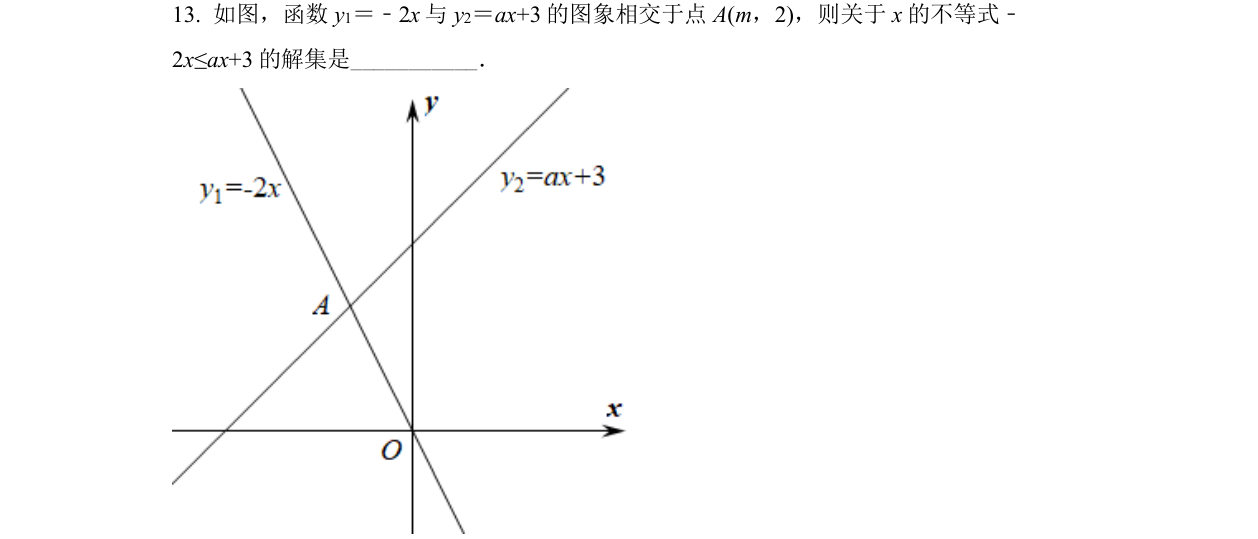 13. 如图，函数 y₁＝﹣2x 与 y₂＝ax+3 的图象相交于点 A(m，2)，则关于 x 的不等式﹣
2x≤ax+3 的解集是___________.
y
y₁=-2x
y₂=ax+3
A
x
O